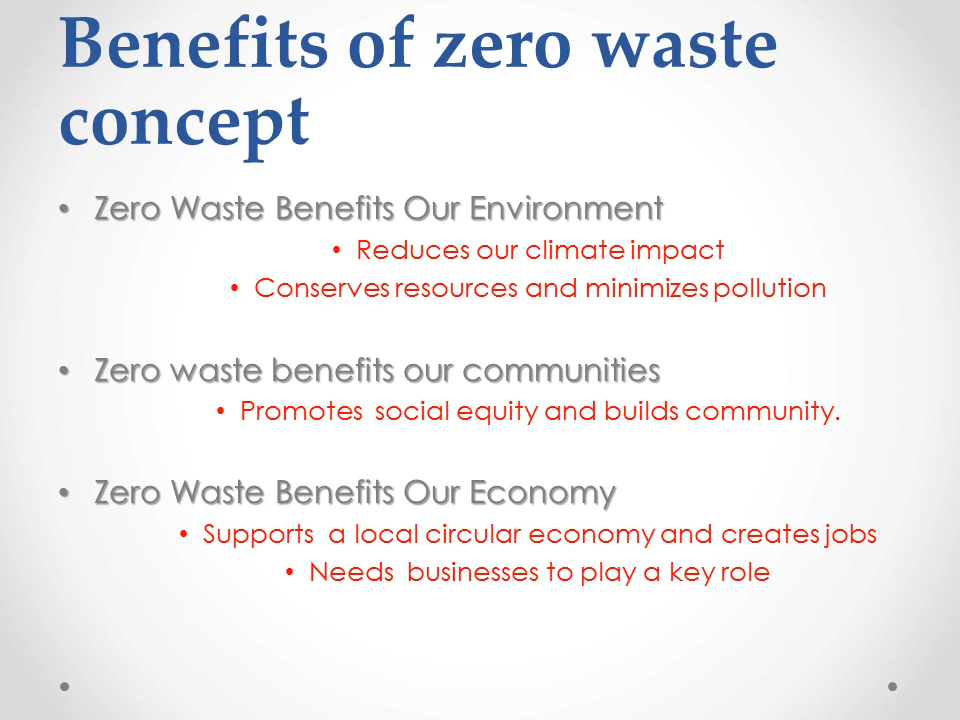 Benefits of zero waste
concept
• Zero Waste Benefits Our Environment
• Reduces our climate impact
• Conserves resources and minimizes pollution
• Zero waste benefits our communities
• Promotes social equity and builds community.
• Zero Waste Benefits Our Economy
• Supports a local circular economy and creates jobs
• Needs businesses to play a key role